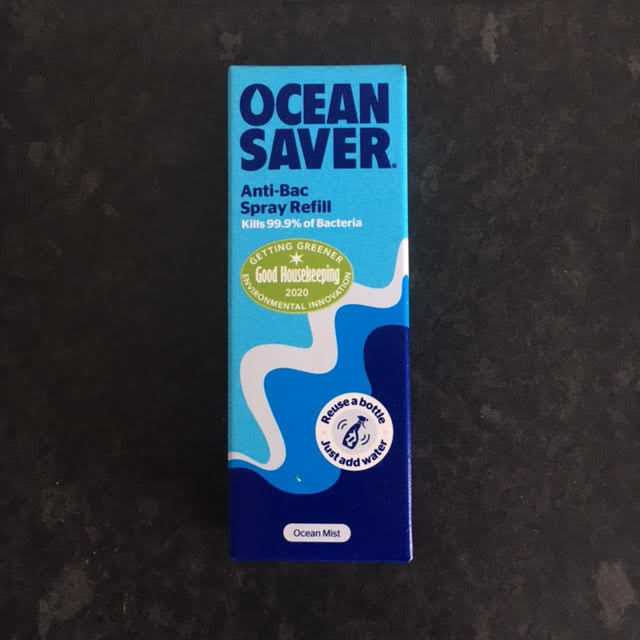 OCEAN
SAVER.
Anti-Bac
Spray Refill
Kills 99.9% of Bacteria
GETTING GREENER
Good Housekeeping
2020
ENVIRONMENTAL INNOVATION
Reuse a bottle
Just add water
Ocean Mist